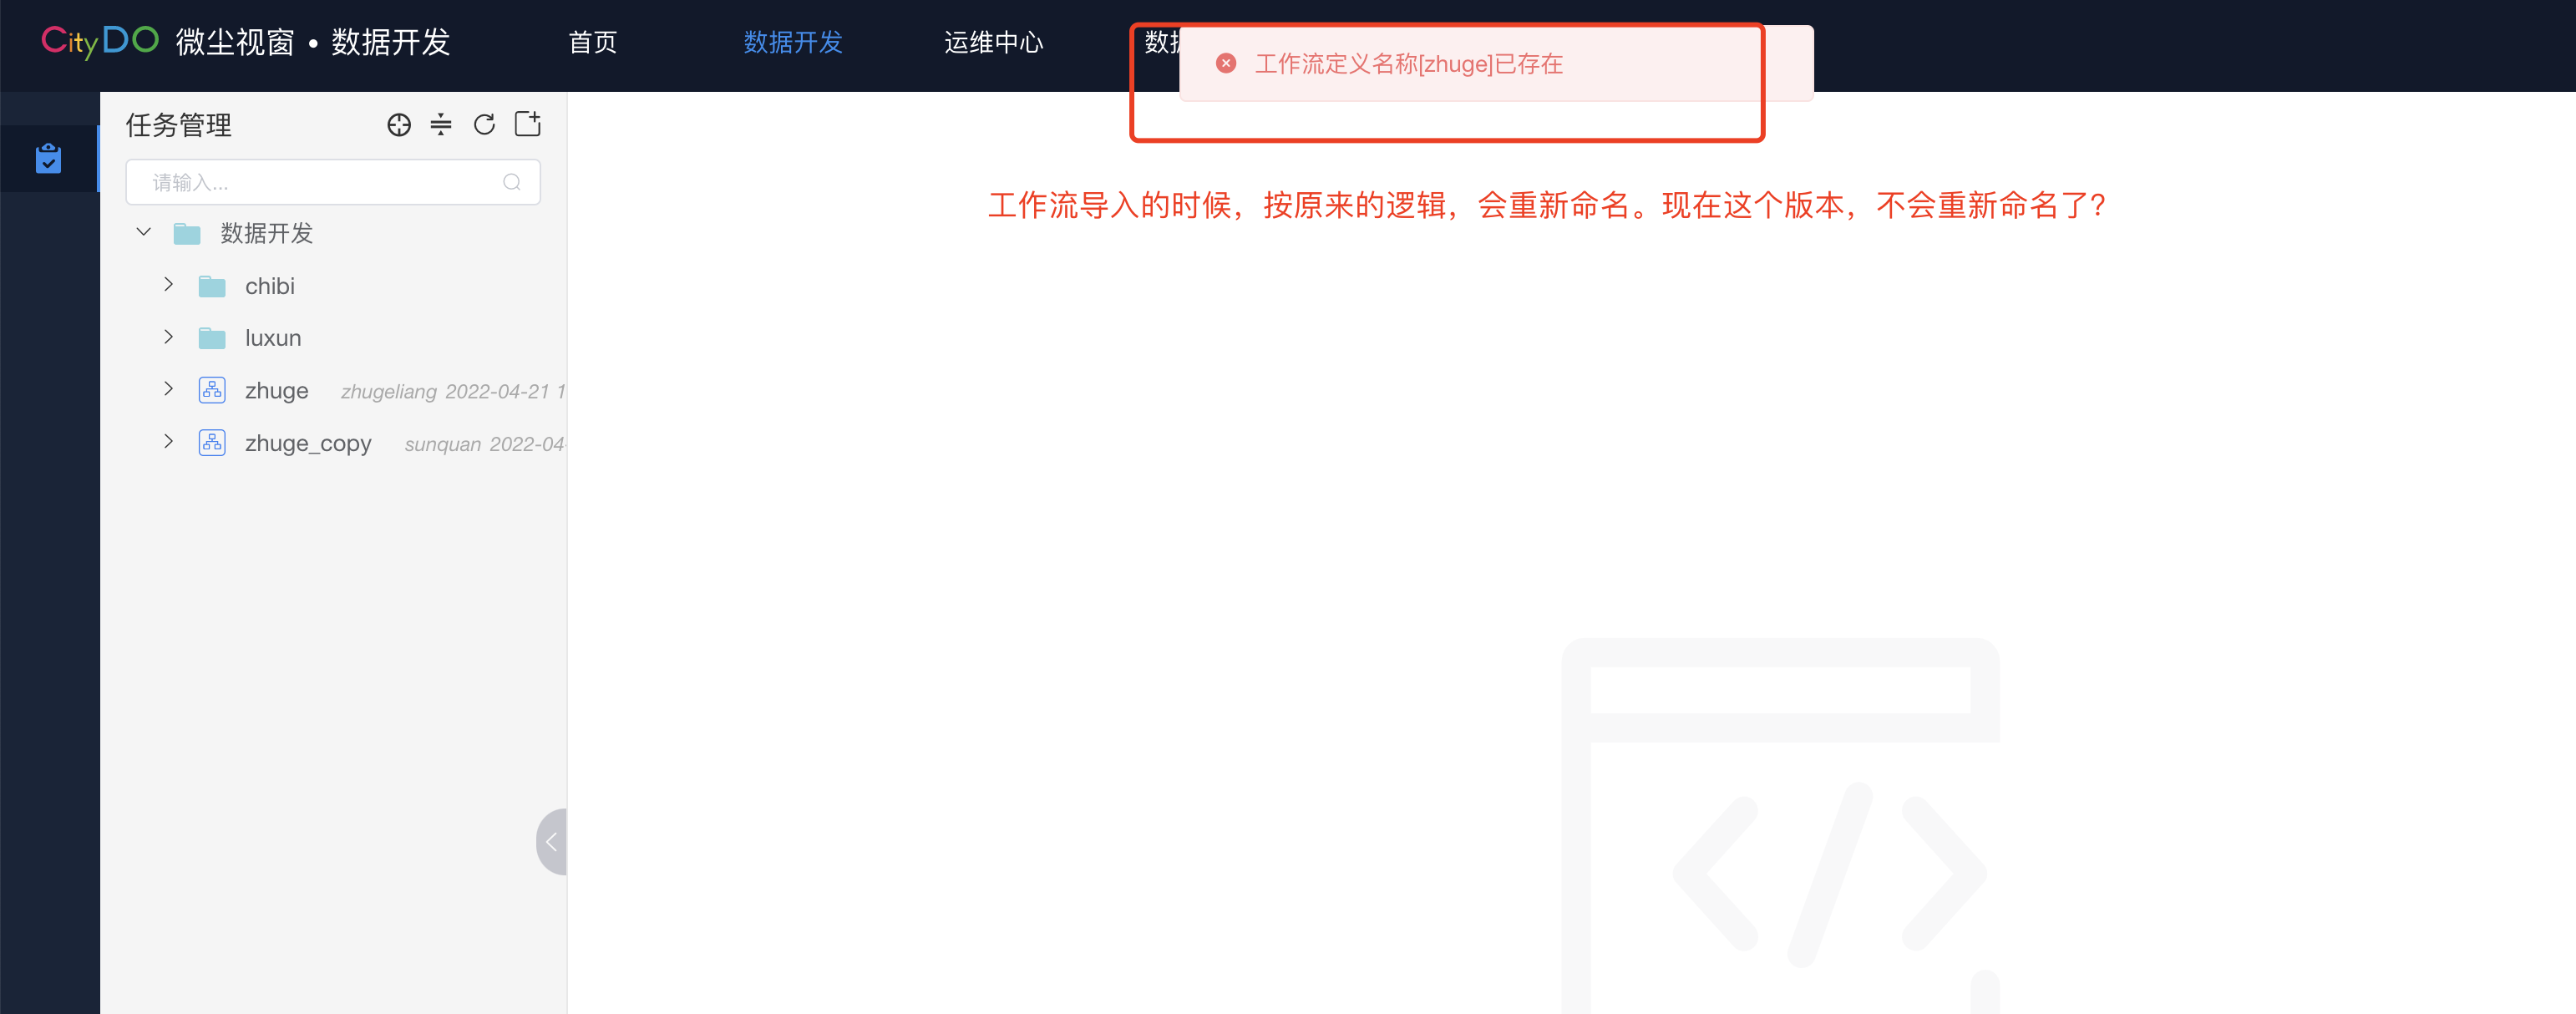 CityDO 微尘视窗 • 数据开发
首页
数据开发
运维中心
数据
工作流定义名称[zhuge]已存在
任务管理
请输入...
工作流导入的时候，按原来的逻辑，会重新命名。现在这个版本，不会重新命名了？
数据开发
chibi
luxun
zhuge zhugeliang 2022-04-21 1
zhuge_copy sunquan 2022-04-